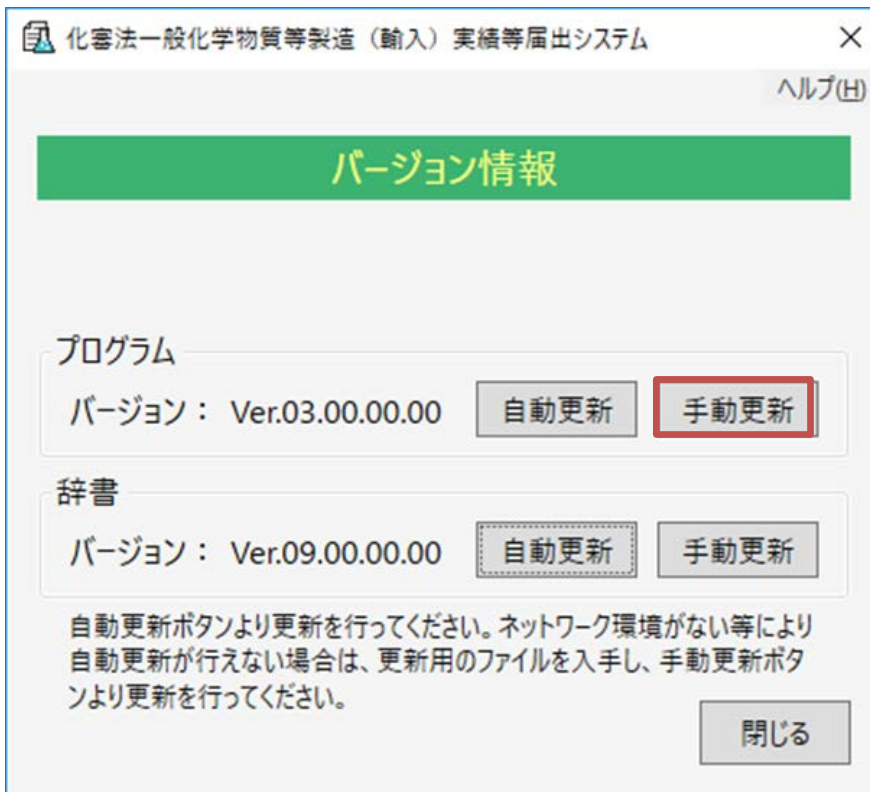 化審法一般化学物質等製造（輸入）実績等届出システム
ヘルプ(H)
バージョン情報
プログラム
バージョン： Ver.03.00.00.00 自動更新 手動更新
辞書
バージョン： Ver.09.00.00.00 自動更新 手動更新
自動更新ボタンより更新を行ってください。ネットワーク環境がない等により
自動更新が行えない場合は、更新用のファイルを入手し、手動更新ボタ
ンより更新を行ってください。
閉じる